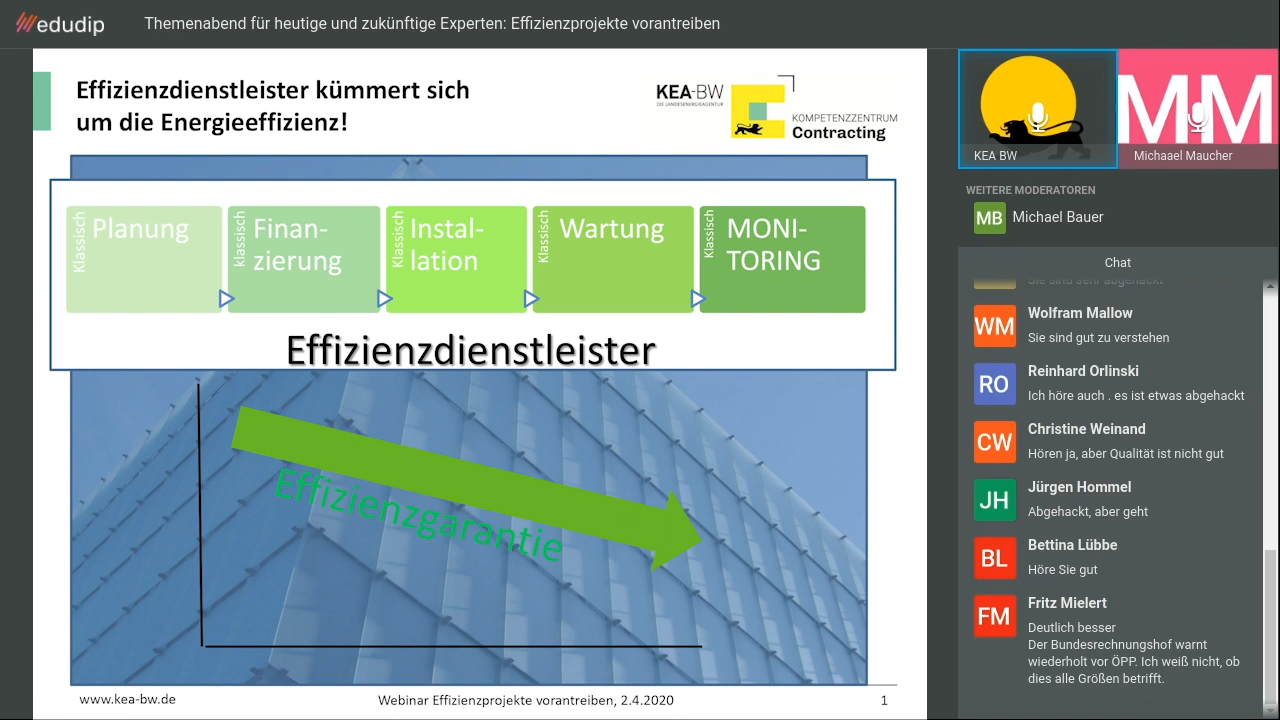 edudip
Themenabend für heutige und zukünftige Experten: Effizienzprojekte vorantreiben
Effizienzdienstleister kümmert sich
um die Energieeffizienz!
KEA-BW
DIE LANDESENERGIEAGENTUR
KOMPETENZZENTRUM
Contracting
Klassisch
Planung
klassisch
Finan-
zierung
Klassisch
Instal-
lation
Klassisch
Wartung
Klassisch
MONI-
TORING
Effizienzdienstleister
Effizienzgarantie
www.kea-bw.de
Webinar Effizienzprojekte vorantreiben, 2.4.2020
1
KEA BW
MM
Michaael Maucher
WEITERE MODERATOREN
MB
Michael Bauer
Chat
Sie sind sehr abgehackt
WM
Wolfram Mallow
Sie sind gut zu verstehen
RO
Reinhard Orlinski
Ich höre auch . es ist etwas abgehackt
CW
Christine Weinand
Hören ja, aber Qualität ist nicht gut
JH
Jürgen Hommel
Abgehackt, aber geht
BL
Bettina Lübbe
Höre Sie gut
FM
Fritz Mielert
Deutlich besser
Der Bundesrechnungshof warnt
wiederholt vor ÖPP. Ich weiß nicht, ob
dies alle Größen betrifft.